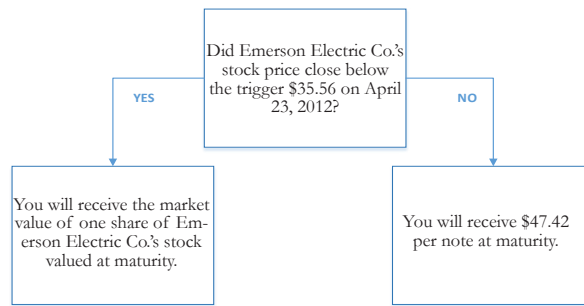 Did Emerson Electric Co.'s
stock price close below
the trigger $35.56 on April
23, 2012?
YES
NO
You will receive the market
value of one share of Em-
erson Electric Co.'s stock
valued at maturity.
You will receive $47.42
per note at maturity.